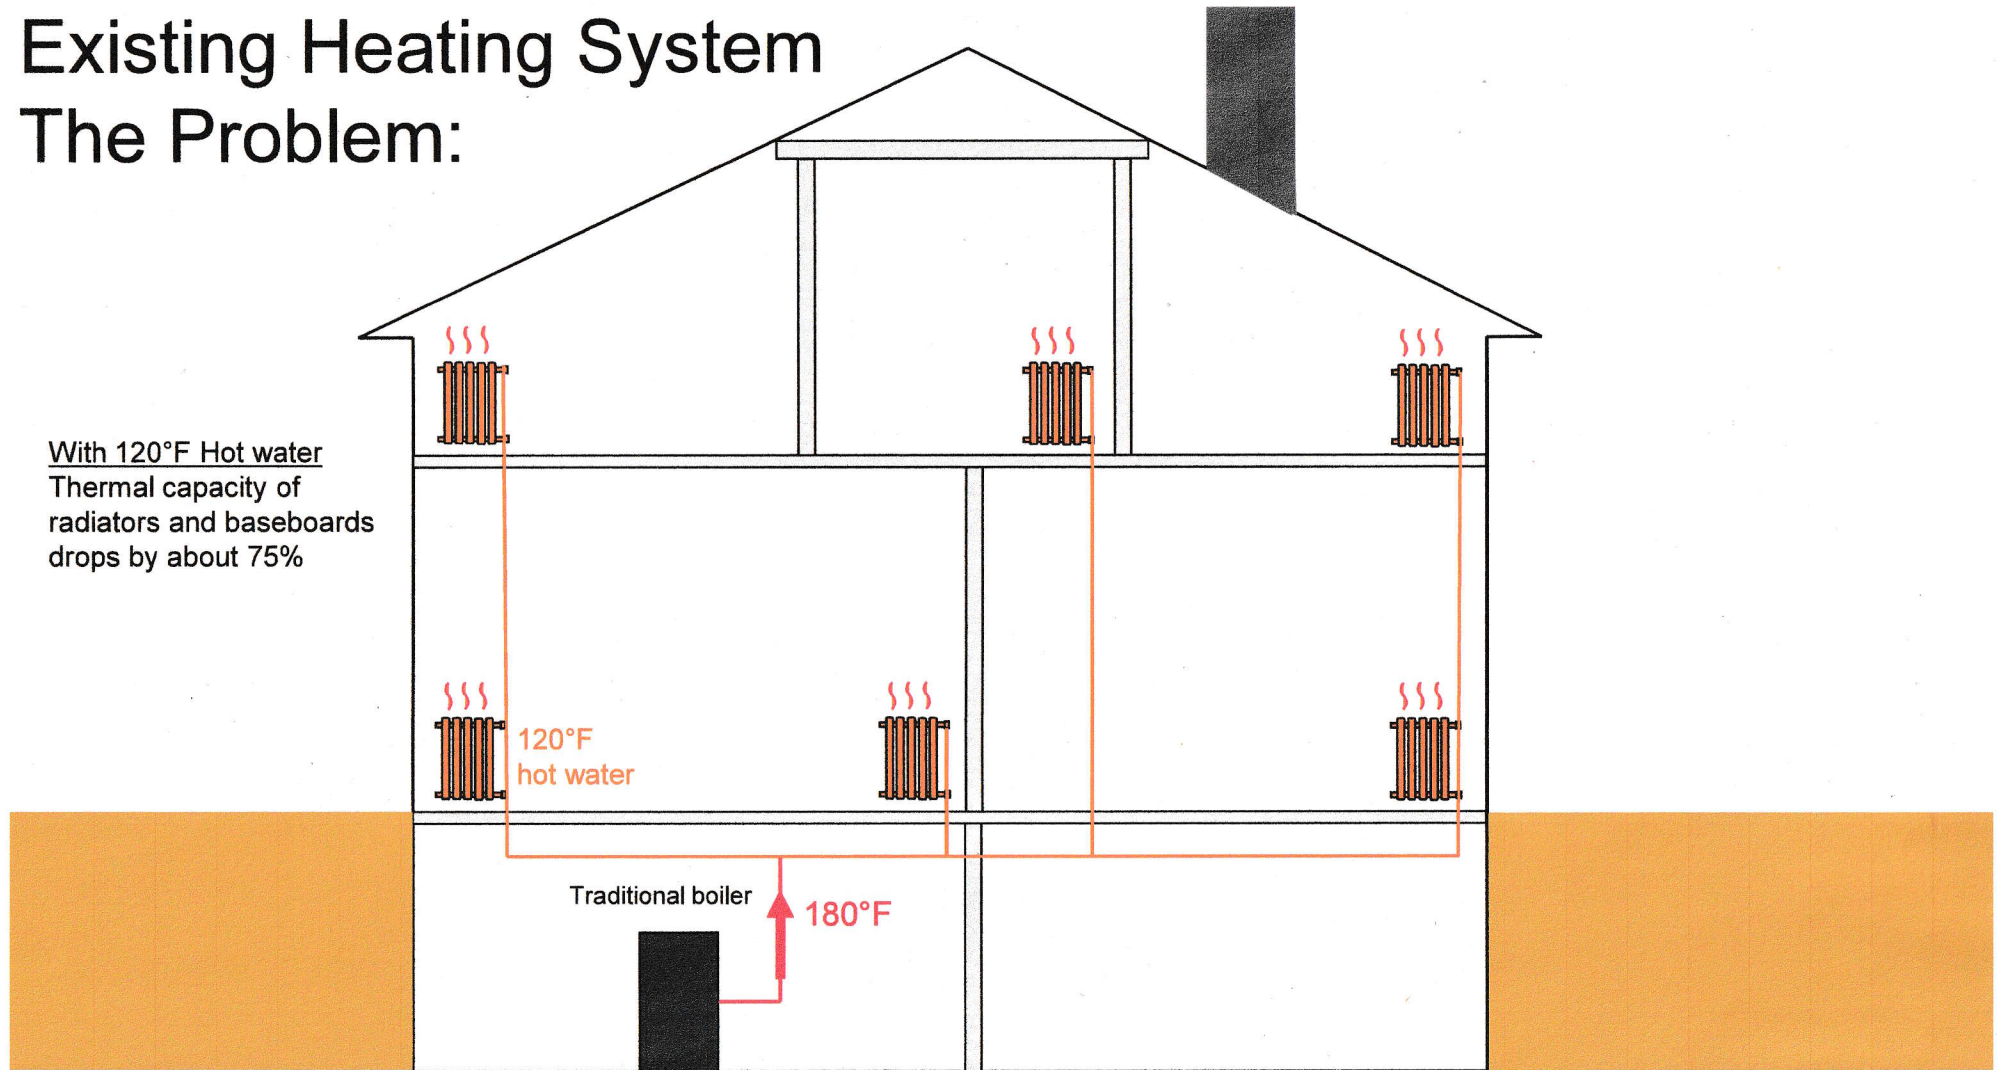 Existing Heating System
The Problem:
With 120°F Hot water
Thermal capacity of
radiators and baseboards
drops by about 75%
120°F
hot water
Traditional boiler
180°F